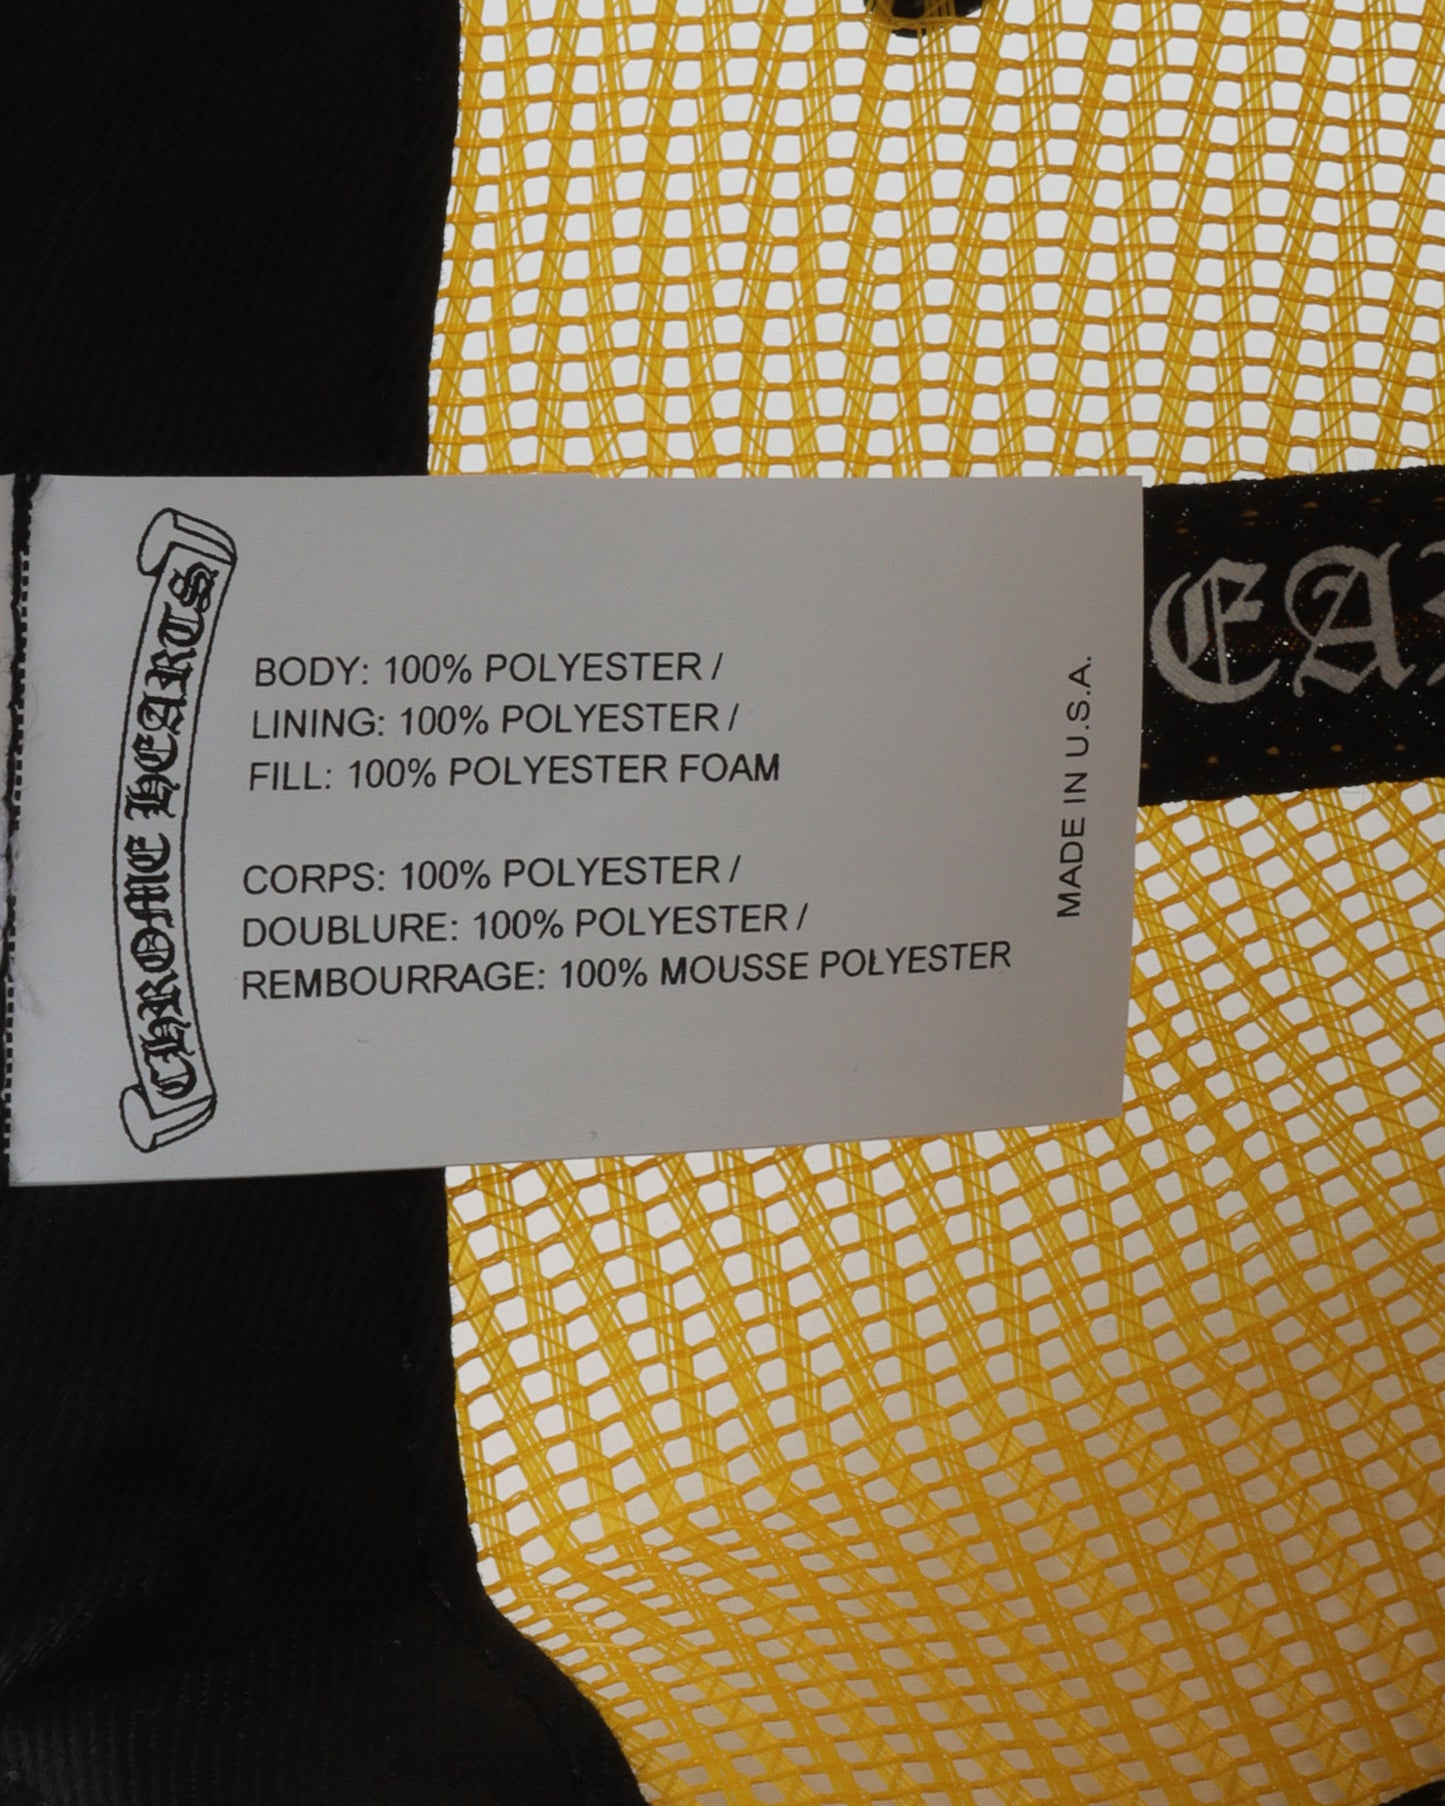 CHROME HEARTS
BODY: 100% POLYESTER /
LINING: 100% POLYESTER /
FILL: 100% POLYESTER FOAM
CORPS: 100% POLYESTER /
DOUBLURE: 100% POLYESTER /
REMBOURRAGE: 100% MOUSSE POLYESTER
MADE IN U.S.A.
EA